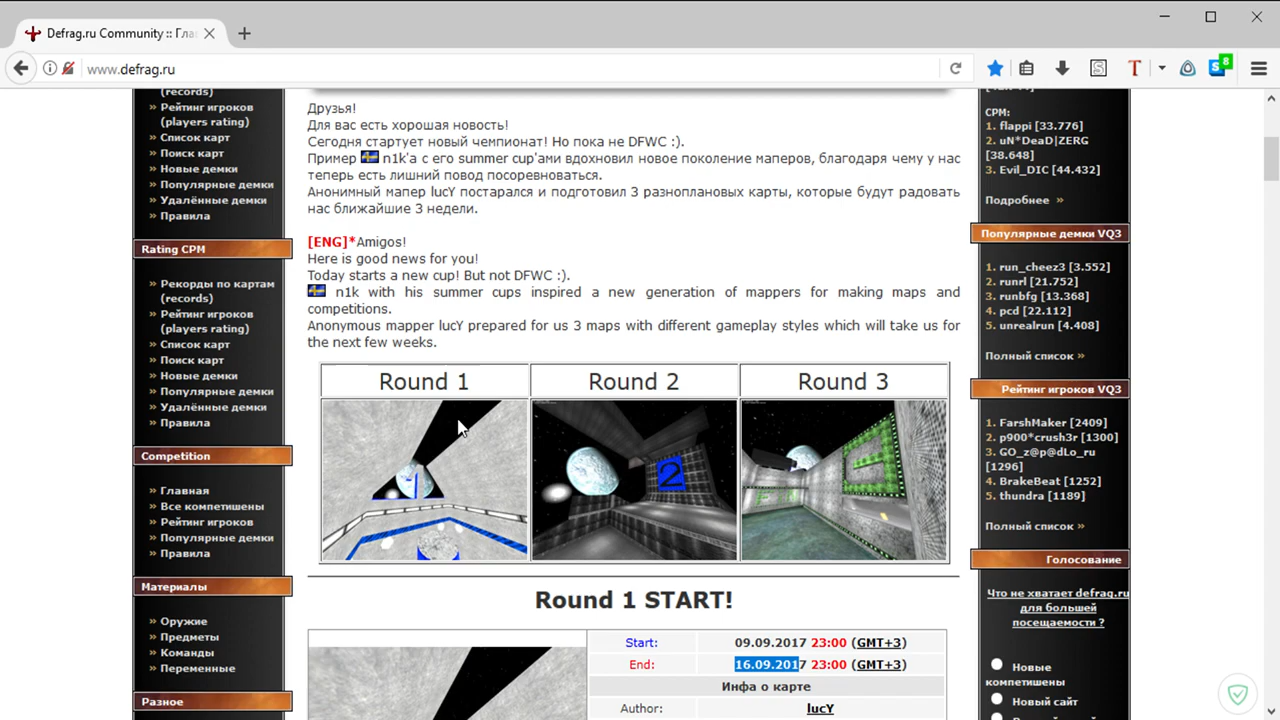 Defrag.ru Community :: Гла
www.defrag.ru
8
(records)
Рейтинг игроков
(players rating)
Список карт
Поиск карт
Новые демки
Популярные демки
Удалённые демки
Правила
Rating CPM
Рекорды по картам
(records)
Рейтинг игроков
(players rating)
Список карт
Поиск карт
Новые демки
Популярные демки
Удалённые демки
Правила
Competition
Главная
Все компетишены
Рейтинг игроков
Популярные демки
Правила
Материалы
Оружие
Предметы
Команды
Переменные
Разное
Друзья!
Для вас есть хорошая новость!
Сегодня стартует новый чемпионат! Но пока не DFWC :).
Пример n1k'а с его summer cup'ами вдохновил новое поколение маперов, благодаря чему у нас
теперь есть лишний повод посоревноваться.
Анонимный мапер lucY постарался и подготовил 3 разноплановых карты, которые будут радовать
нас ближайшие 3 недели.
[ENG]*Amigos!
Here is good news for you!
Today starts a new cup! But not DFWC :).
n1k with his summer cups inspired a new generation of mappers for making maps and
competitions.
Anonymous mapper lucY prepared for us 3 maps with different gameplay styles which will take us for
the next few weeks.
Round 1 Round 2 Round 3
2
Round 1 START!
Start: 09.09.2017 23:00 (GMT+3)
End: 16.09.2017 23:00 (GMT+3)
Инфа о карте
Author: lucY
CPM:
1. flappi [33.776]
2. uN*DeaD|ZERG
[38.648]
3. Evil_DIC [44.432]
Подробнее »
Популярные демки VQ3
1. run_cheez3 [3.552]
2. runrl [21.752]
3. runbfg [13.368]
4. pcd [22.112]
5. unrealrun [4.408]
Полный список »
Рейтинг игроков VQ3
1. FarshMaker [2409]
2. p900*crush3r [1300]
3. GO_z@p@dLo_ru
[1296]
4. BrakeBeat [1252]
5. thundra [1189]
Полный список »
Голосование
Что не хватает defrag.ru
для большей
посещаемости ?
Новые
компетишены
Новый сайт